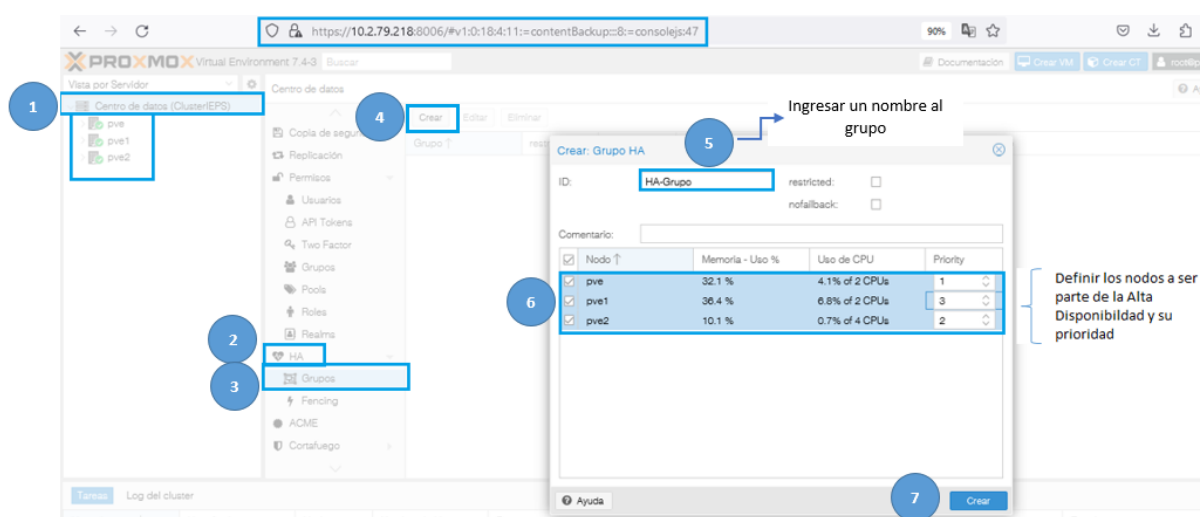 https://10.2.79.218:8006/#v1:0:18:4:11:=contentBackup:::8:=consolejs:47
90%
PROXMOX Virtual Environment 7.4-3 Buscar
Documentación Crear VM Crear CT
Vista por Servidor
Centro de datos
1
Centro de datos (ClusterIEPS)
pve
pve1
pve2
4
Crear Editar Eliminar
Grupo ↑
Replicación
Permisos
Usuarios
API Tokens
Two Factor
Grupos
Pools
Roles
Realms
2
HA
3
Grupos
Fencing
ACME
Cortafuego
5
Ingresar un nombre al
grupo
Crear: Grupo HA
ID: HA-Grupo restricted:
nofailback:
Comentario:
Nodo ↑ Memoria - Uso % Uso de CPU Priority
pve 32.1 % 4.1% of 2 CPUs 1
pve1 36.4 % 6.8% of 2 CPUs 3
pve2 10.1 % 0.7% of 4 CPUs 2
6
Definir los nodos a ser
parte de la Alta
Disponibildad y su
prioridad
Ayuda
7
Crear
Tareas Log del cluster